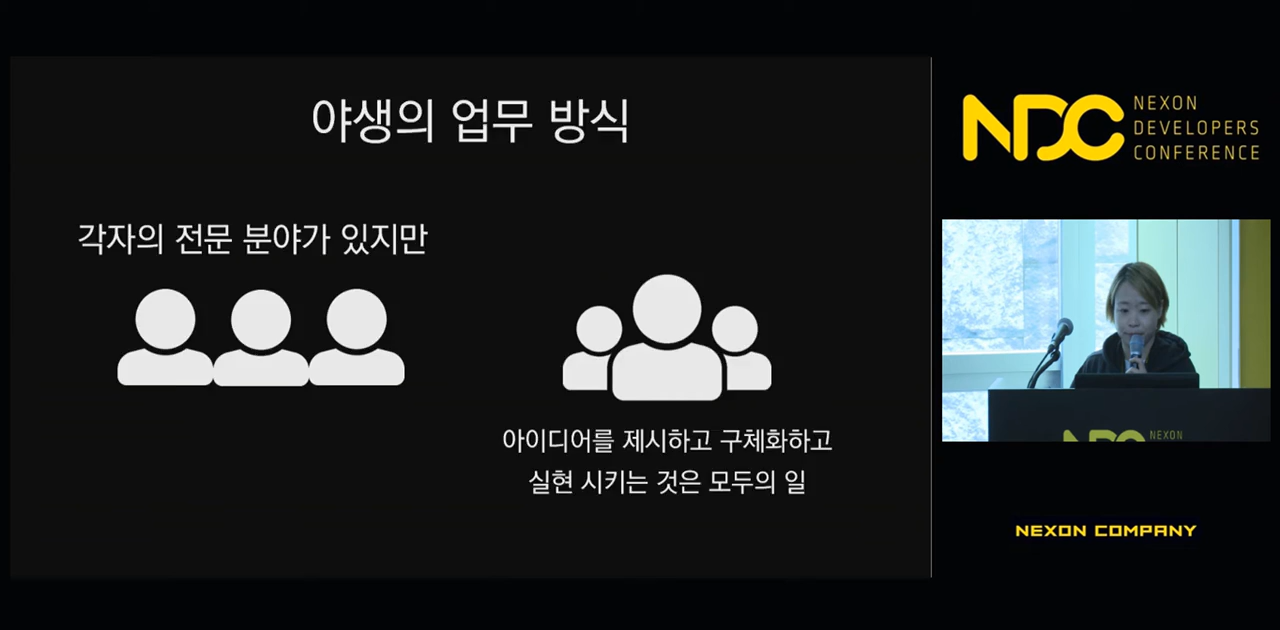 야생의 업무 방식
각자의 전문 분야가 있지만
아이디어를 제시하고 구체화하고
실현 시키는 것은 모두의 일
NDC
NEXON
DEVELOPERS
CONFERENCE
NDC
NEXON
NEXON COMPANY